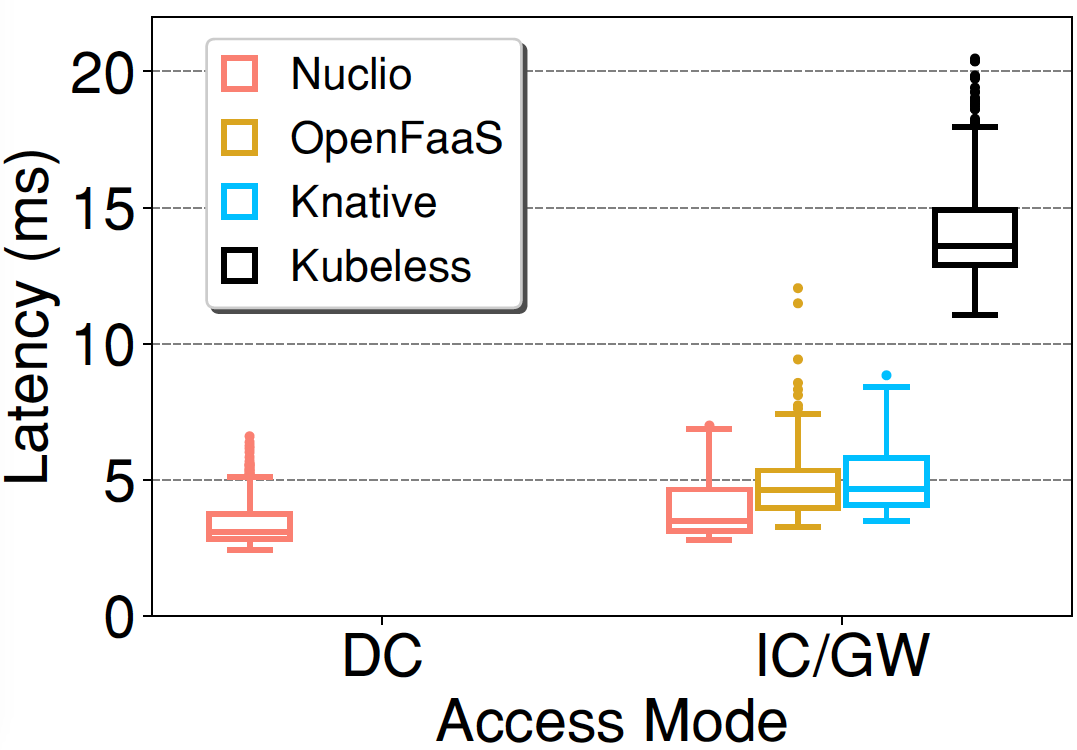 Latency (ms)
20
15
10
5
0
Nuclio
OpenFaaS
Knative
Kubeless
DC
IC/GW
Access Mode